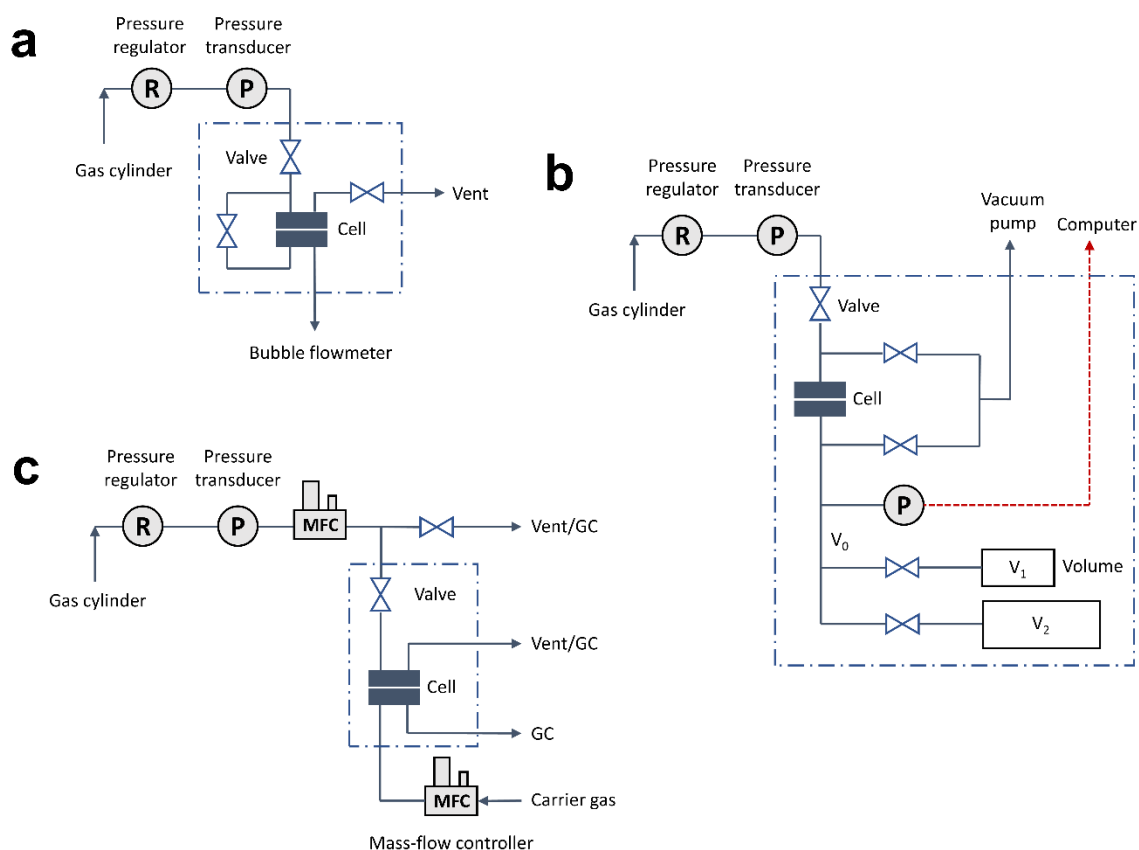 a
Pressure
regulator
Pressure
transducer
R
P
Gas cylinder
Valve
Vent
Cell
Bubble flowmeter
b
Pressure
regulator
Pressure
transducer
Vacuum
pump
Computer
R
P
Gas cylinder
Valve
Cell
P
V0
V1
Volume
V2
c
Pressure
regulator
Pressure
transducer
R
P
MFC
Vent/GC
Gas cylinder
Valve
Vent/GC
Cell
GC
MFC
Carrier gas
Mass-flow controller